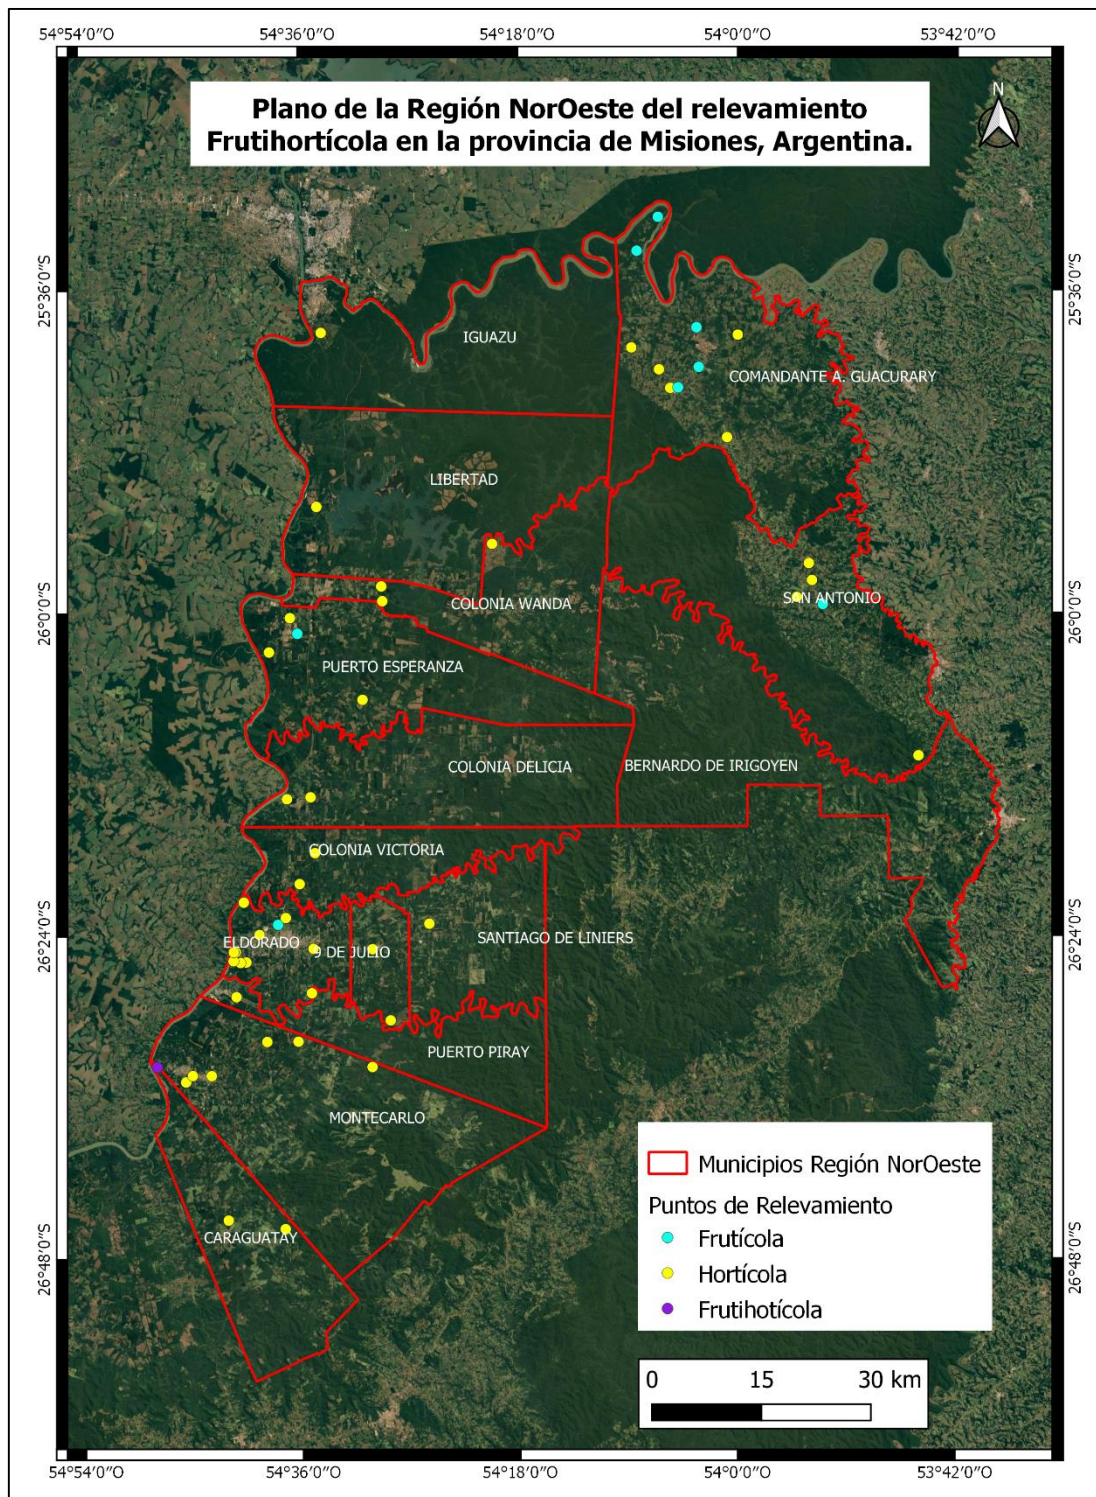 54°54′0″O 54°36′0″O 54°18′0″O 54°0′0″O 53°42′0″O
Plano de la Región NorOeste del relevamiento
Frutihortícola en la provincia de Misiones, Argentina.
N
25°36′0″S 25°36′0″S
IGUAZU
COMANDANTE A. GUACURARY
LIBERTAD
COLONIA WANDA
SAN ANTONIO
26°0′0″S 26°0′0″S
PUERTO ESPERANZA
COLONIA DELICIA
BERNARDO DE IRIGOYEN
COLONIA VICTORIA
26°24′0″S 26°24′0″S
ELDORADO
9 DE JULIO
SANTIAGO DE LINIERS
PUERTO PIRAY
MONTECARLO
CARAGUATAY
26°48′0″S 26°48′0″S
Municipios Región NorOeste
Puntos de Relevamiento
Frutícola
Hortícola
Frutihotícola
0 15 30 km
54°54′0″O 54°36′0″O 54°18′0″O 54°0′0″O 53°42′0″O